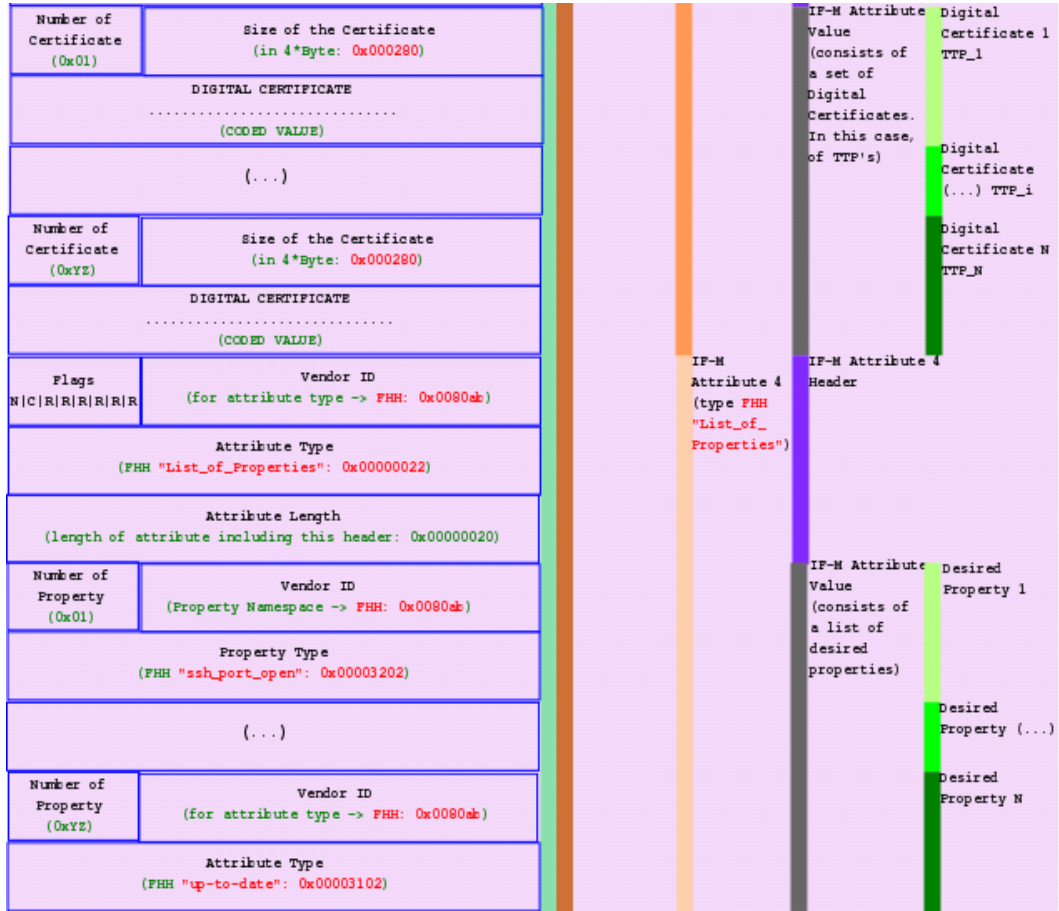 Number of
Certificate
(0x01)
Size of the Certificate
(in 4*Byte: 0x000280)
DIGITAL CERTIFICATE
..............................
(CODED VALUE)
(...)
Number of
Certificate
(0xYZ)
Size of the Certificate
(in 4*Byte: 0x000280)
DIGITAL CERTIFICATE
..............................
(CODED VALUE)
Flags
N|C|R|R|R|R|R|R
Vendor ID
(for attribute type -> FHH: 0x0080ab)
Attribute Type
(FHH "List_of_Properties": 0x00000022)
Attribute Length
(length of attribute including this header: 0x00000020)
Number of
Property
(0x01)
Vendor ID
(Property Namespace -> FHH: 0x0080ab)
Property Type
(FHH "ssh_port_open": 0x00003202)
(...)
Number of
Property
(0xYZ)
Vendor ID
(for attribute type -> FHH: 0x0080ab)
Attribute Type
(FHH "up-to-date": 0x00003102)
IF-M
Attribute 4
(type FHH
"List_of_
Properties")
IF-M Attribute
Value
(consists of
a set of
Digital
Certificates.
In this case,
of TTP's)
IF-M Attribute 4
Header
IF-M Attribute
Value
(consists of
a list of
desired
properties)
Digital
Certificate 1
TTP_1
Digital
Certificate
(...) TTP_i
Digital
Certificate N
TTP_N
Desired
Property 1
Desired
Property (...)
Desired
Property N